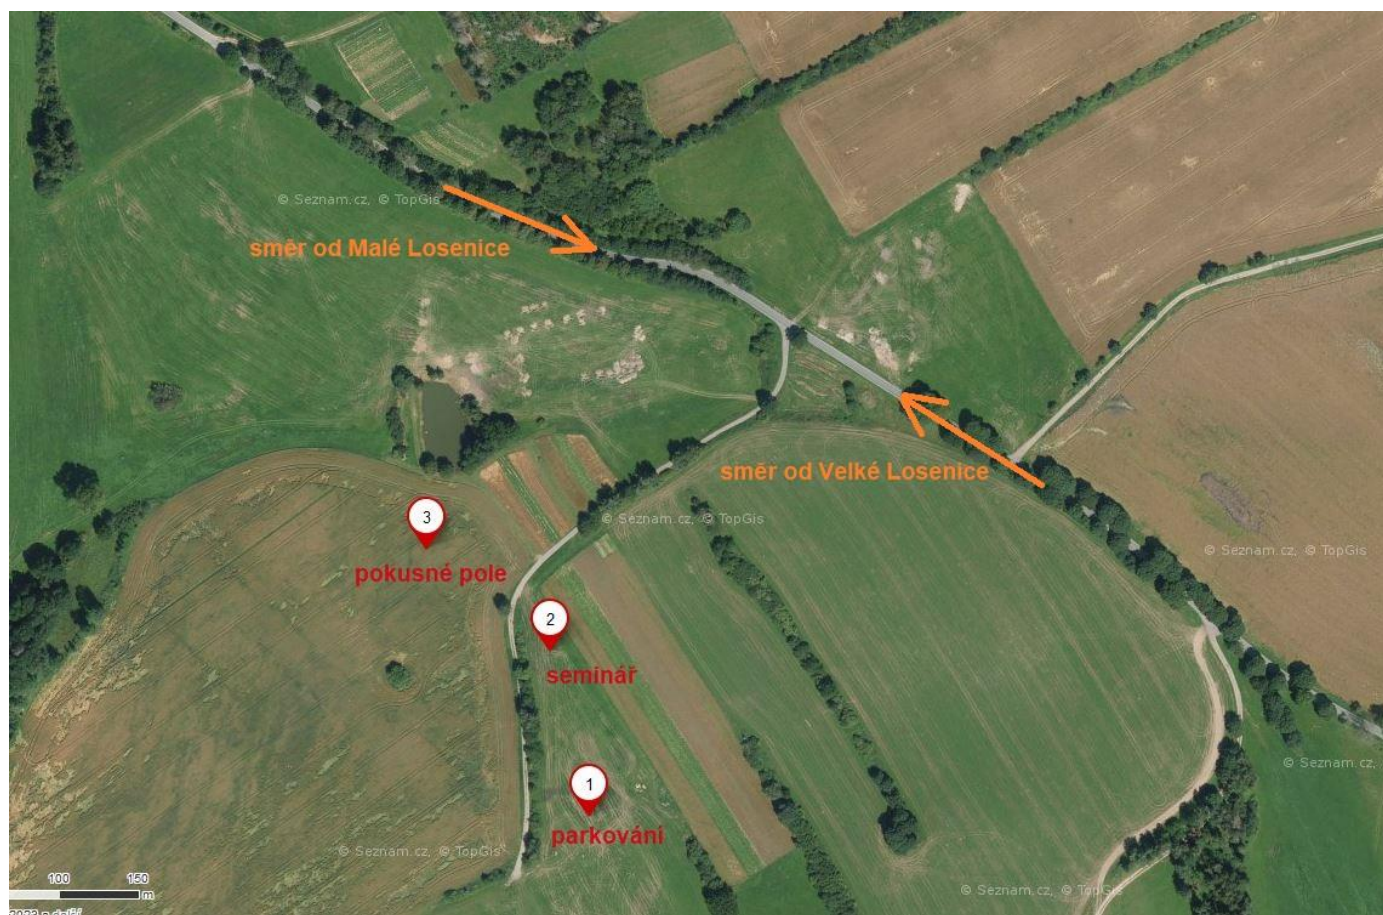 © Seznam.cz, © TopGis
směr od Malé Losenice
směr od Velké Losenice
3
© Seznam.cz, © TopGis
pokusné pole
© Seznam.cz, © TopGis
2
seminář
© Seznam.cz,
1
parkování
© Seznam.cz, © TopGis
100 150
m
© Seznam.cz, © TopGis